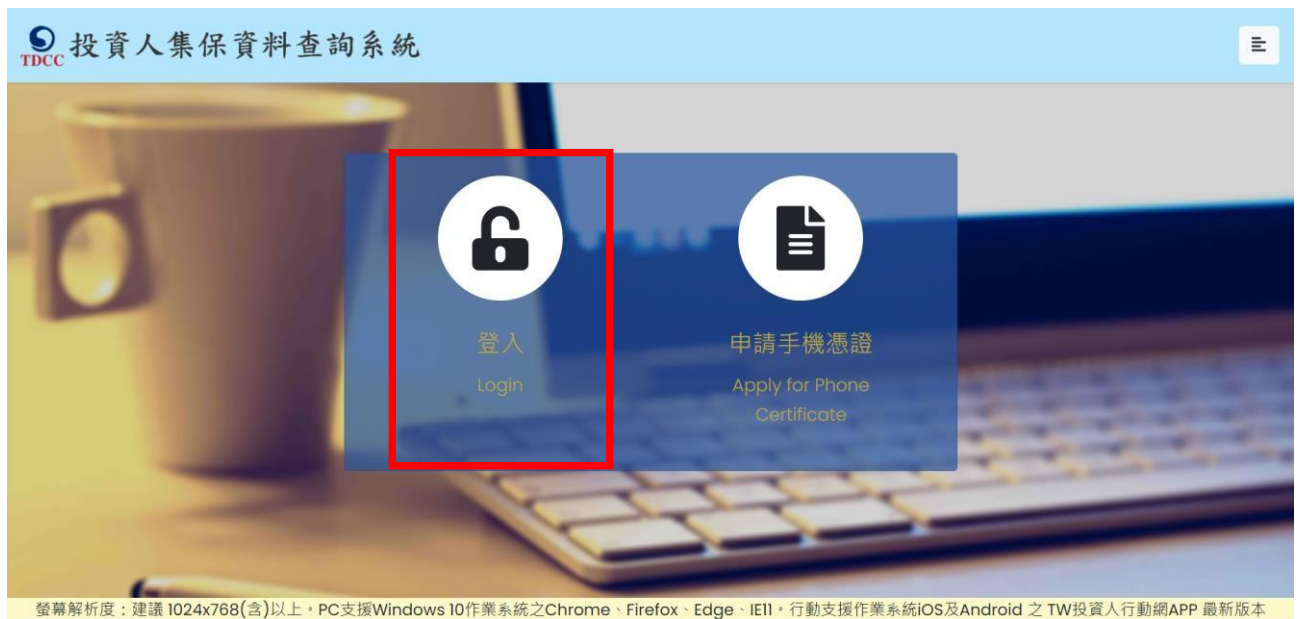 TDCC 投資人集保資料查詢系統
登入
Login
申請手機憑證
Apply for Phone
Certificate
螢幕解析度：建議 1024x768(含)以上。PC支援Windows 10作業系統之Chrome、Firefox、Edge、IE11。行動支援作業系統iOS及Android 之 TW投資人行動網APP 最新版本